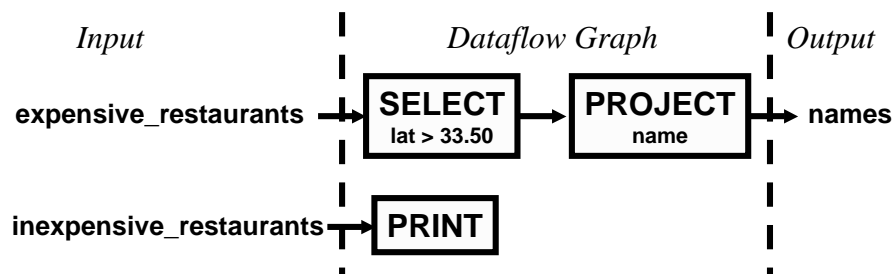 Input
Dataflow Graph
Output
expensive_restaurants
SELECT
lat > 33.50
PROJECT
name
names
inexpensive_restaurants
PRINT